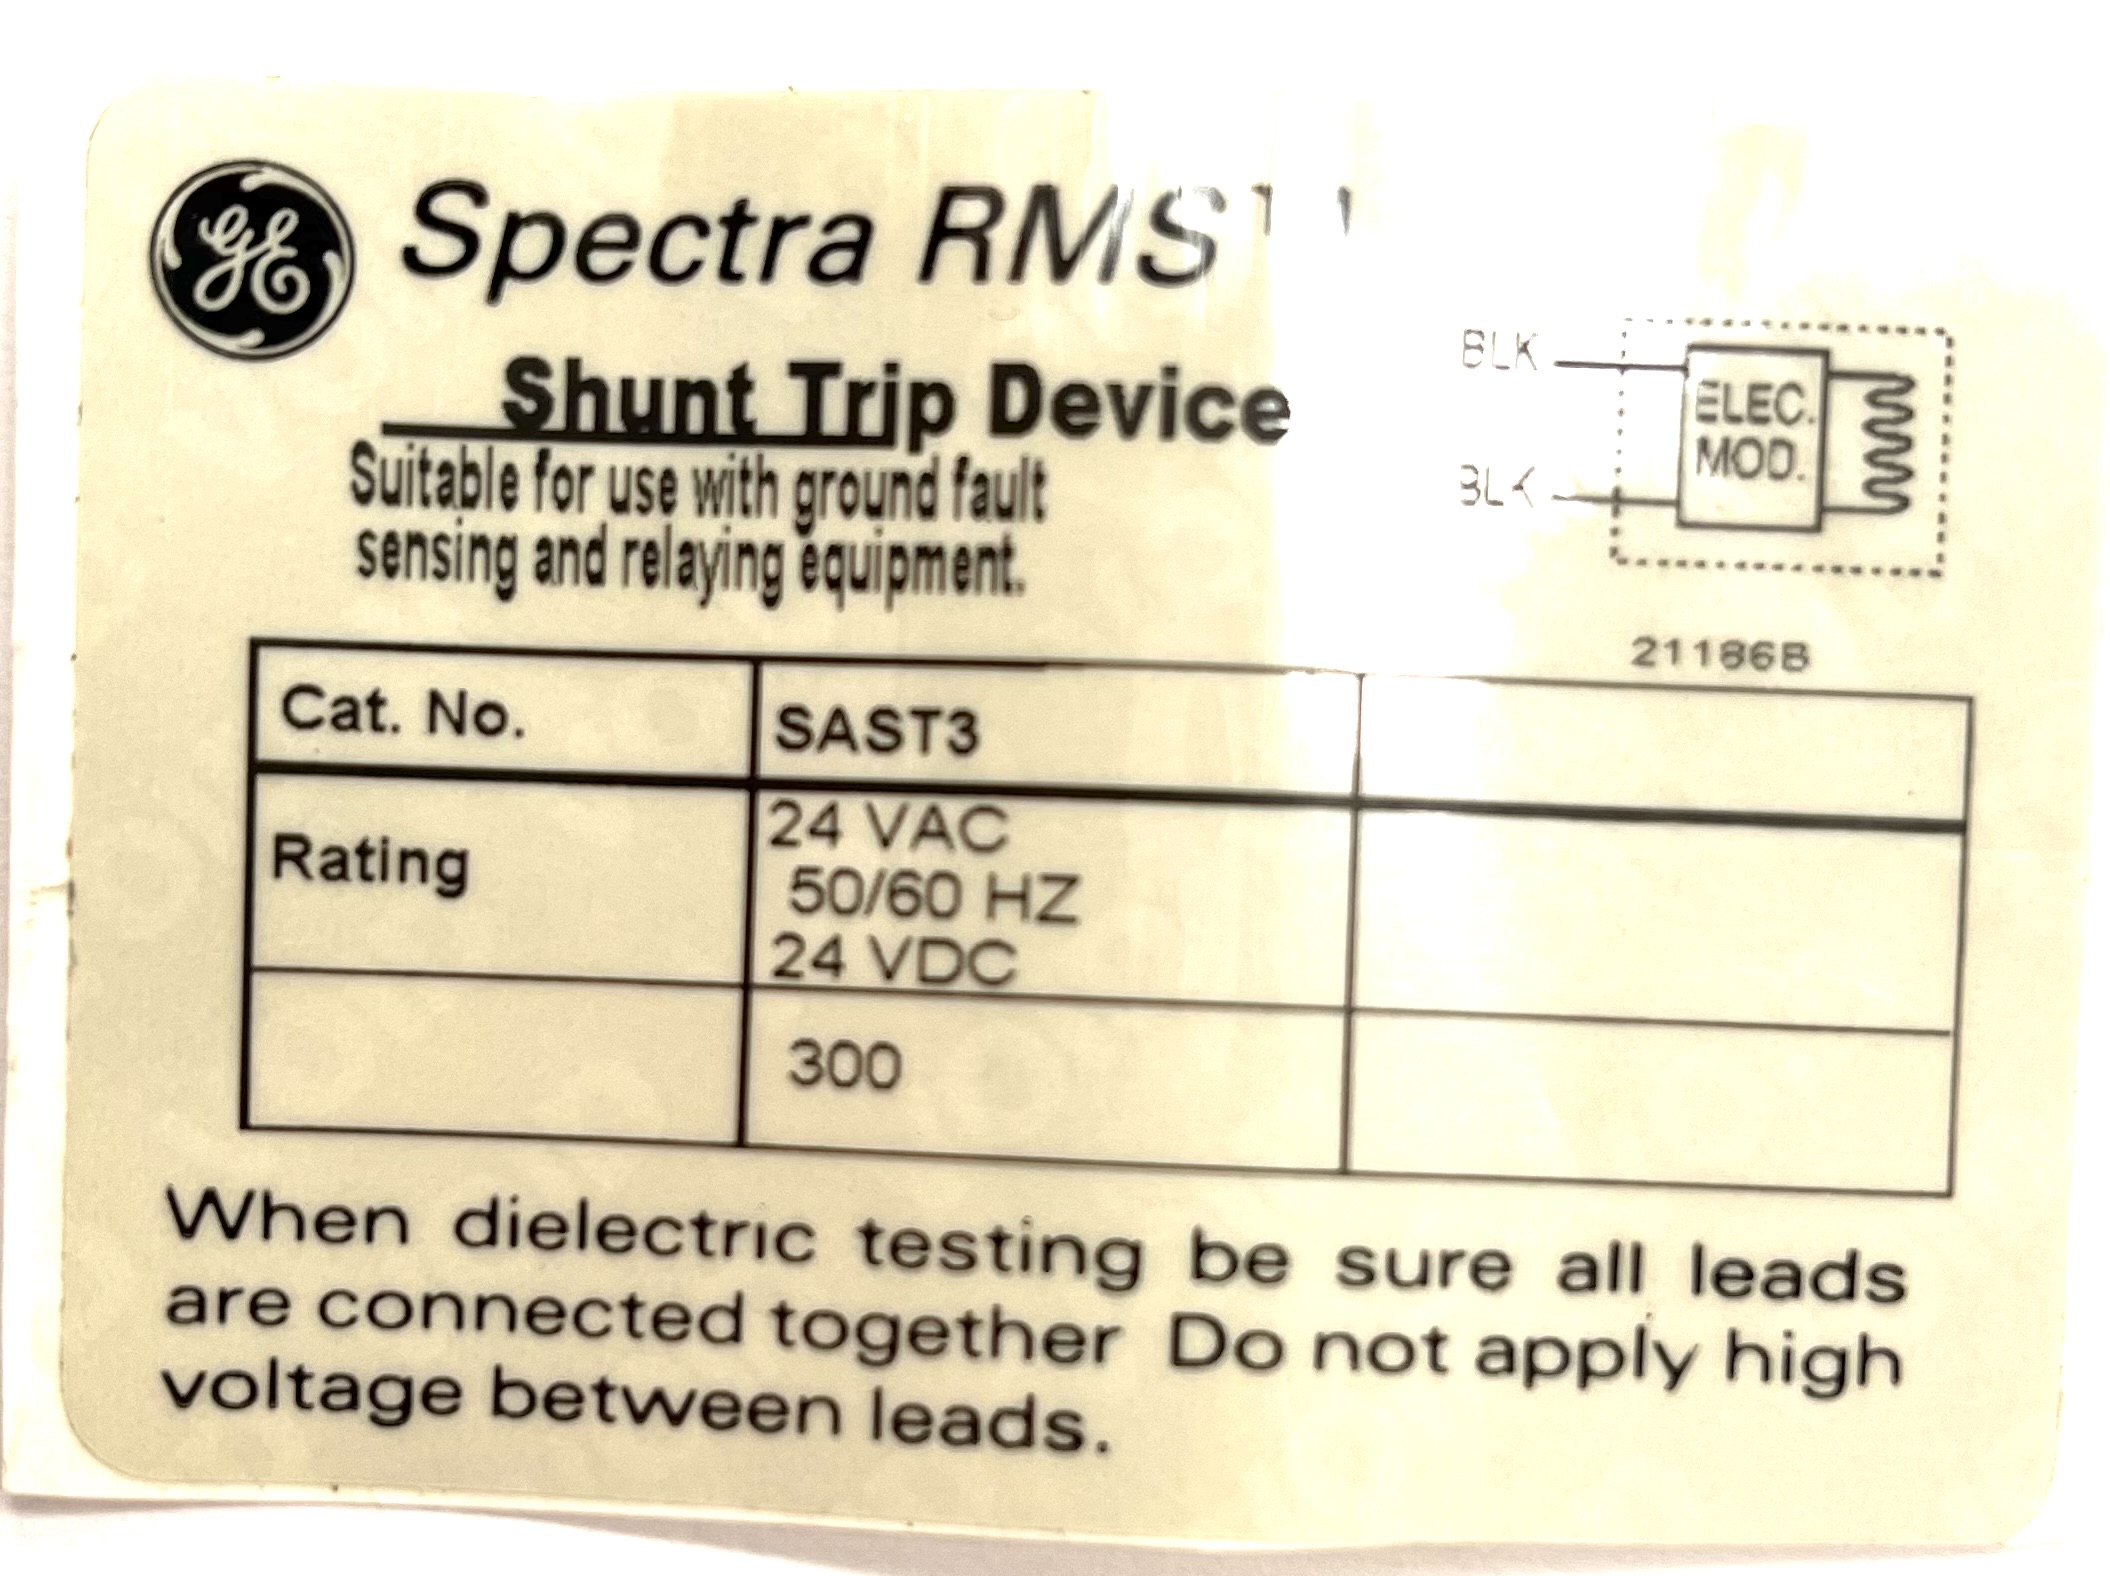 GE
Spectra RMS
Shunt Trip Device
Suitable for use with ground fault
sensing and relaying equipment.
BLK
ELEC.
MOD.
BLK
21186B
Cat. No. SAST3
Rating 24 VAC
50/60 HZ
24 VDC
300
When dielectric testing be sure all leads
are connected together Do not apply high
voltage between leads.